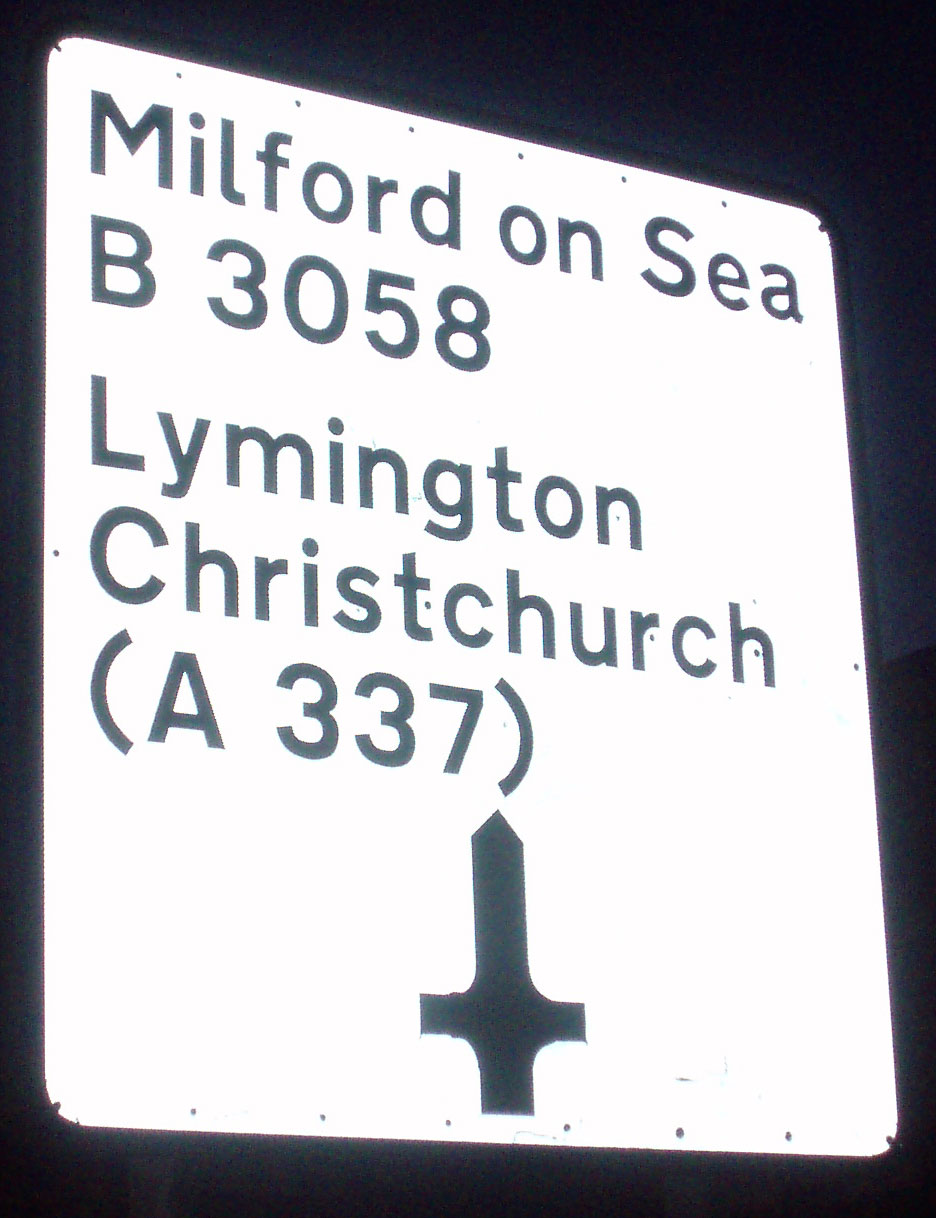 Milford on Sea
B 3058
Lymington
Christchurch
(A 337)